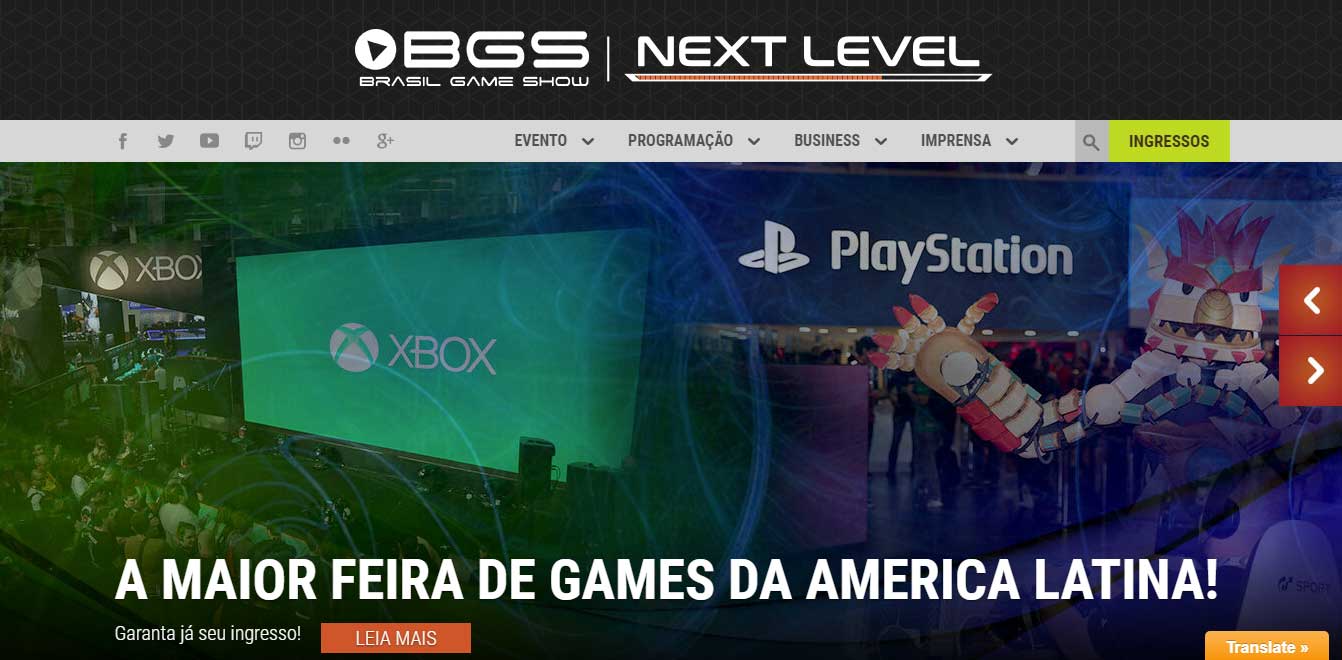 BGS
BRASIL GAME SHOW
NEXT LEVEL
EVENTO
PROGRAMAÇÃO
BUSINESS
IMPRENSA
INGRESSOS
XBOX
XBOX
PlayStation
A MAIOR FEIRA DE GAMES DA AMERICA LATINA!
Garanta já seu ingresso!
LEIA MAIS
SPORT
Translate »